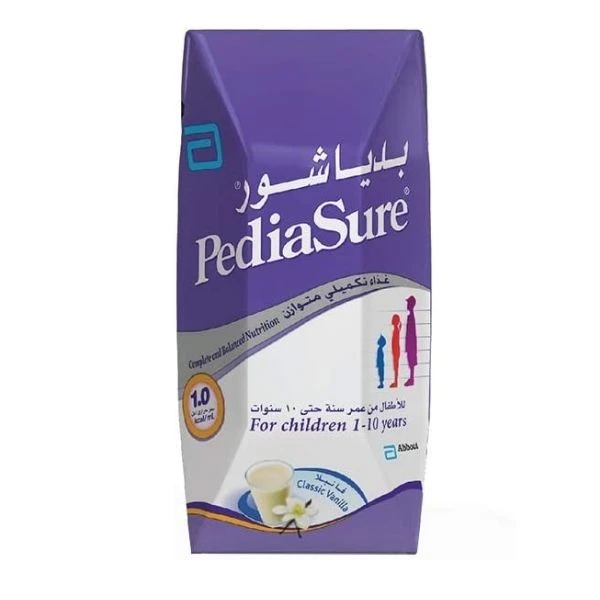 بدياشور®
PediaSure®
غذاء تكميلي متوازن
Complete and Balanced Nutrition
1.0
kcal/mL
للأطفال من عمر سنة حتى ١٠ سنوات
For children 1-10 years
Abbott
فانيلا
Classic Vanilla